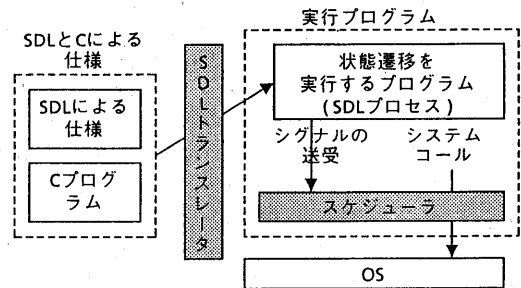 SDLとCによる
仕様
SDLによる
仕様
Cプログ
ラム
SDLトランスレータ
実行プログラム
状態遷移を
実行するプログラム
(SDLプロセス)
シグナルの
送受
システム
コール
スケジューラ
OS